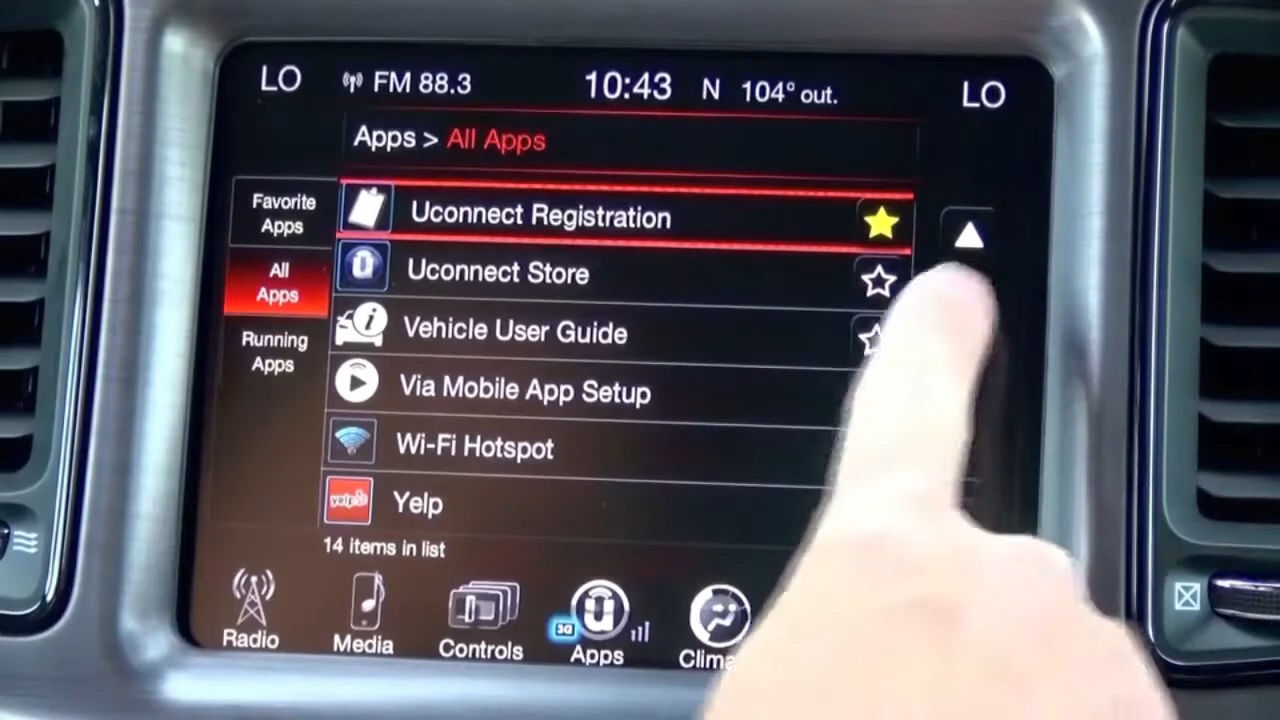 LO FM 88.3 10:43 N 104° out. LO
Apps > All Apps
Favorite
Apps
All
Apps
Running
Apps
Uconnect Registration
Uconnect Store
Vehicle User Guide
Via Mobile App Setup
Wi-Fi Hotspot
Yelp
14 items in list
3G
Radio Media Controls Apps Clima